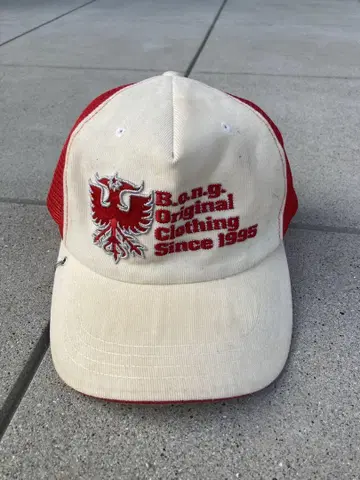 B.o.n.g.
Original
Clothing
Since 1995